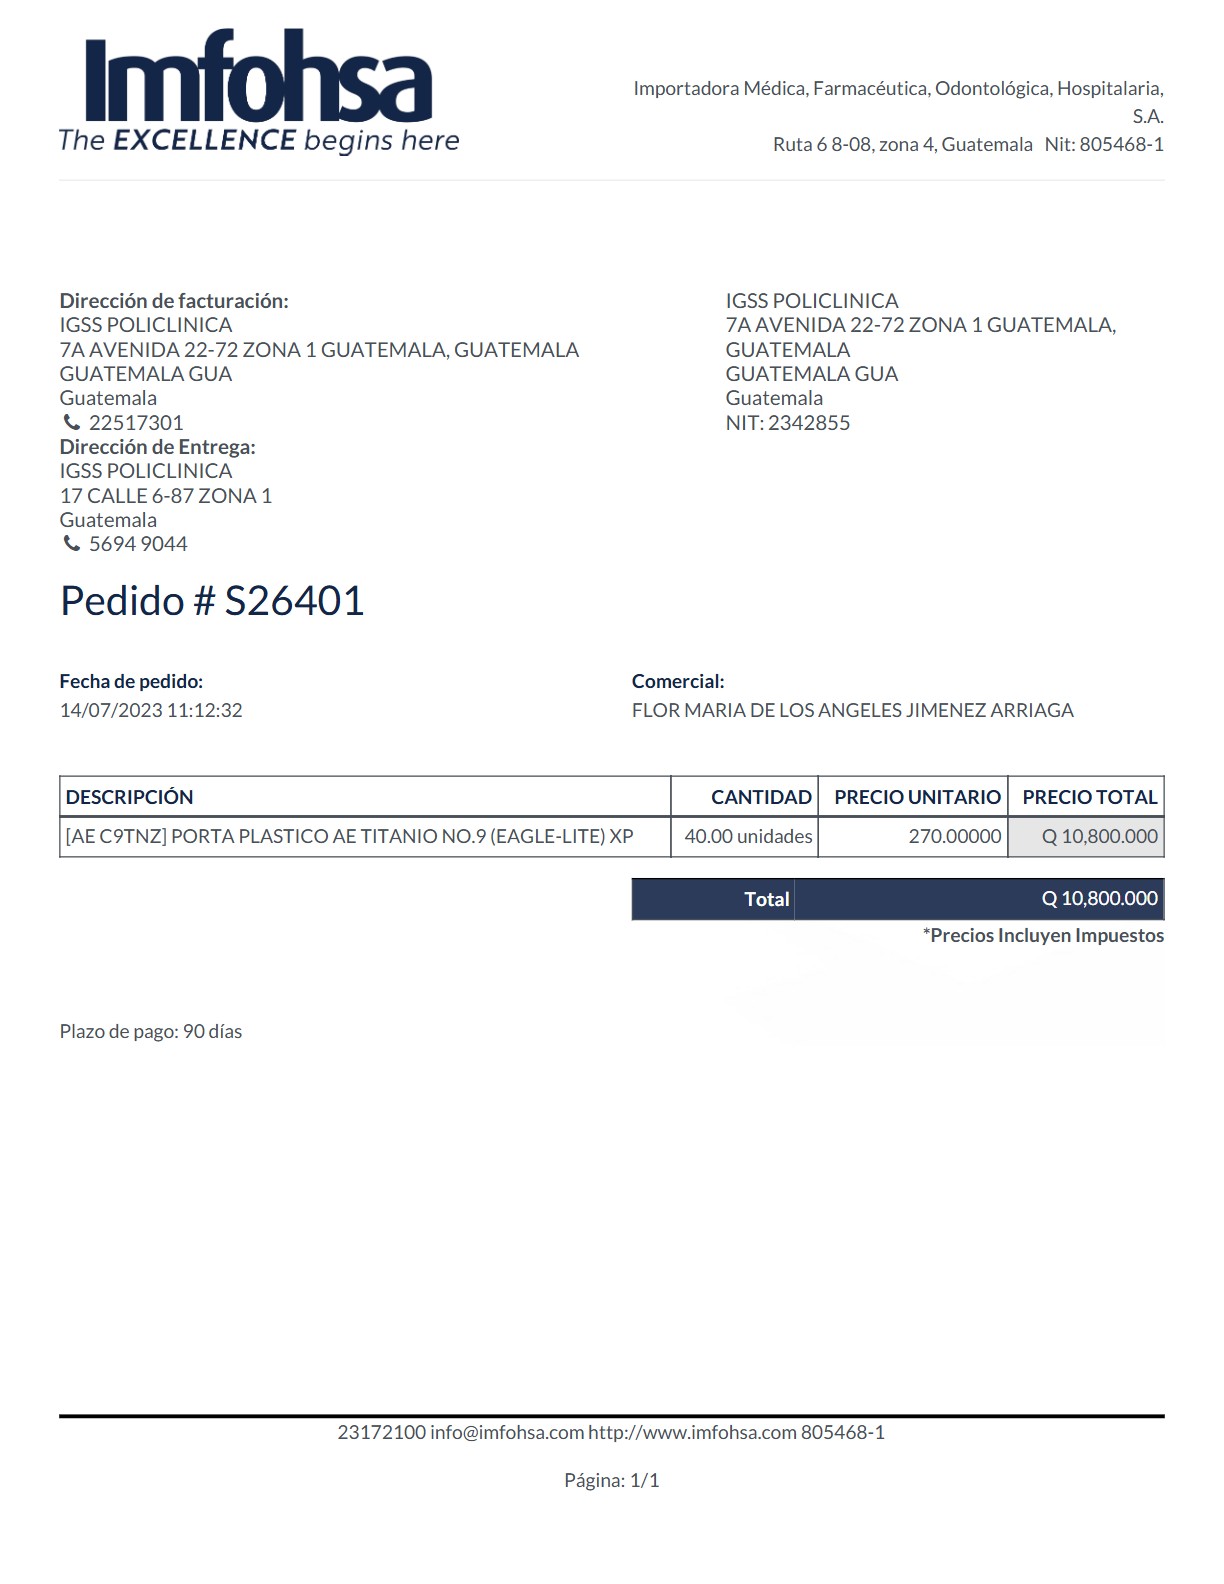 Imfohsa
The EXCELLENCE begins here
Importadora Médica, Farmacéutica, Odontológica, Hospitalaria,
S.A.
Ruta 6 8-08, zona 4, Guatemala   Nit: 805468-1
Dirección de facturación:
IGSS POLICLINICA
7A AVENIDA 22-72 ZONA 1 GUATEMALA, GUATEMALA
GUATEMALA GUA
Guatemala
22517301
Dirección de Entrega:
IGSS POLICLINICA
17 CALLE 6-87 ZONA 1
Guatemala
5694 9044
IGSS POLICLINICA
7A AVENIDA 22-72 ZONA 1 GUATEMALA,
GUATEMALA
GUATEMALA GUA
Guatemala
NIT: 2342855
Pedido # S26401
Fecha de pedido:
14/07/2023 11:12:32
Comercial:
FLOR MARIA DE LOS ANGELES JIMENEZ ARRIAGA
DESCRIPCIÓN CANTIDAD PRECIO UNITARIO PRECIO TOTAL
[AE C9TNZ] PORTA PLASTICO AE TITANIO NO.9 (EAGLE-LITE) XP 40.00 unidades 270.00000 Q 10,800.000
Total Q 10,800.000
*Precios Incluyen Impuestos
Plazo de pago: 90 días
23172100 info@imfohsa.com http://www.imfohsa.com 805468-1
Página: 1/1